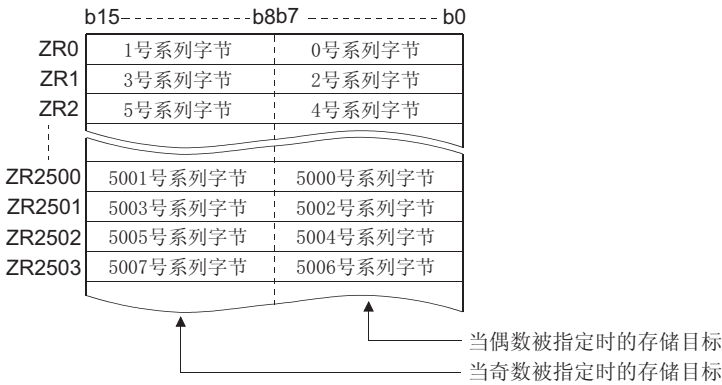 b15 b8b7 b0
ZR0 1号系列字节 0号系列字节
ZR1 3号系列字节 2号系列字节
ZR2 5号系列字节 4号系列字节
ZR2500 5001号系列字节 5000号系列字节
ZR2501 5003号系列字节 5002号系列字节
ZR2502 5005号系列字节 5004号系列字节
ZR2503 5007号系列字节 5006号系列字节
当偶数被指定时的存储目标
当奇数被指定时的存储目标